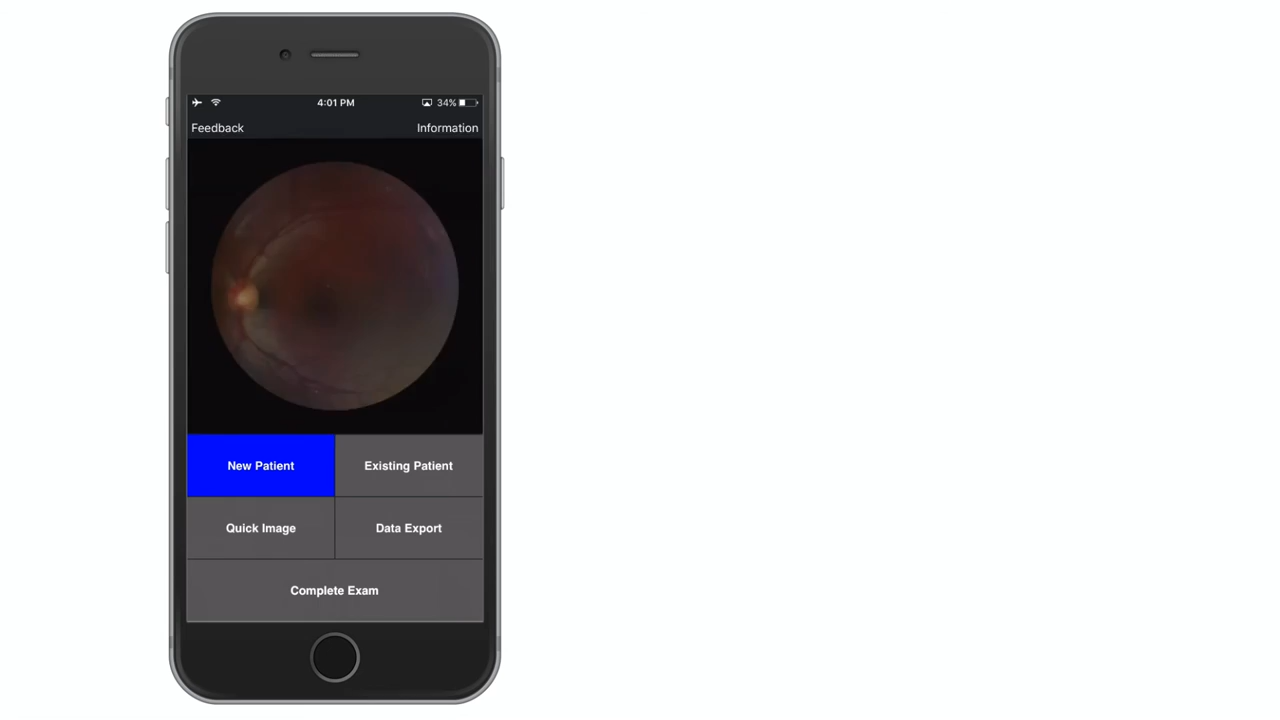 4:01 PM 34%
Feedback Information
New Patient Existing Patient
Quick Image Data Export
Complete Exam